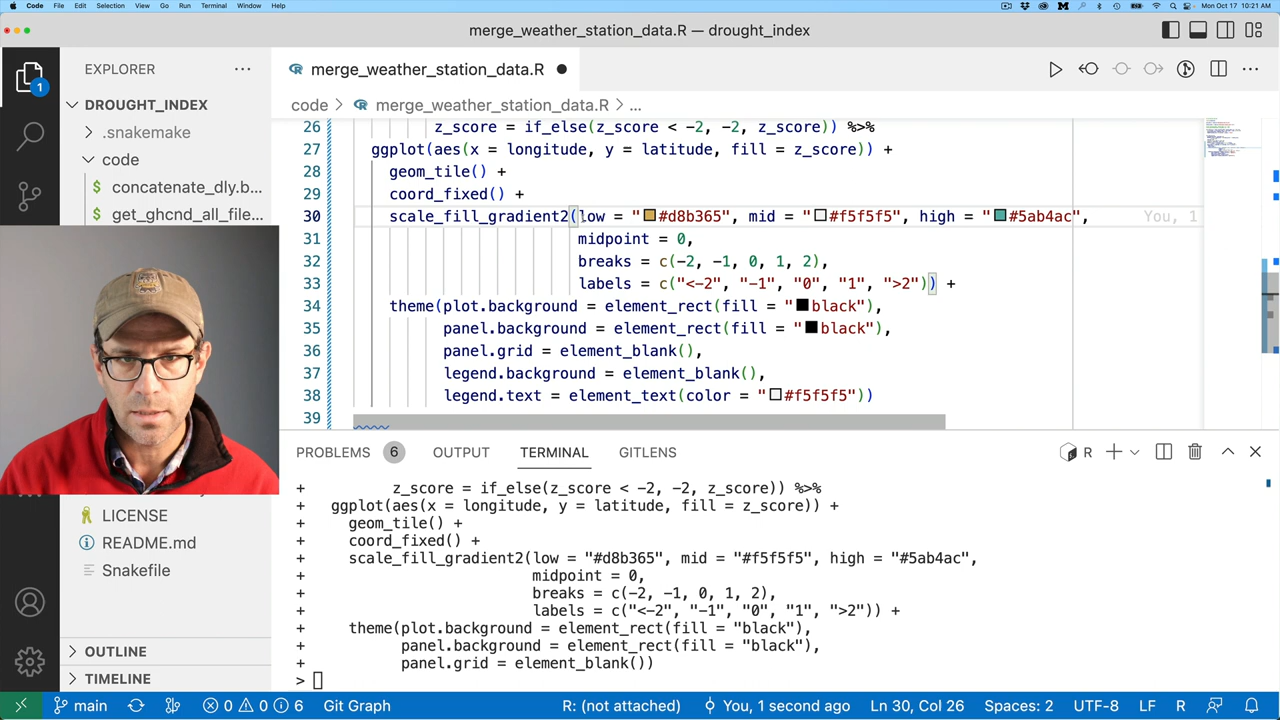 Code File Edit Selection View Go Run Terminal Window Help
Mon Oct 17 10:21 AM
merge_weather_station_data.R — drought_index
EXPLORER
merge_weather_station_data.R
DROUGHT_INDEX
code > merge_weather_station_data.R > ...
.snakemake
code
concatenate_dly.b...
get_ghcnd_all_file...
26 z_score = if_else(z_score < -2, -2, z_score)) %>%
27 ggplot(aes(x = longitude, y = latitude, fill = z_score)) +
28 geom_tile() +
29 coord_fixed() +
30 scale_fill_gradient2(low = "#d8b365", mid = "#f5f5f5", high = "#5ab4ac", You, 1
31 midpoint = 0,
32 breaks = c(-2, -1, 0, 1, 2),
33 labels = c("<-2", "-1", "0", "1", ">2")) +
34 theme(plot.background = element_rect(fill = "black"),
35 panel.background = element_rect(fill = "black"),
36 panel.grid = element_blank(),
37 legend.background = element_blank(),
38 legend.text = element_text(color = "#f5f5f5"))
39
PROBLEMS 6 OUTPUT TERMINAL GITLENS
R
+ z_score = if_else(z_score < -2, -2, z_score)) %>%
+ ggplot(aes(x = longitude, y = latitude, fill = z_score)) +
+ geom_tile() +
+ coord_fixed() +
+ scale_fill_gradient2(low = "#d8b365", mid = "#f5f5f5", high = "#5ab4ac",
+ midpoint = 0,
+ breaks = c(-2, -1, 0, 1, 2),
+ labels = c("<-2", "-1", "0", "1", ">2")) +
+ theme(plot.background = element_rect(fill = "black"),
+ panel.background = element_rect(fill = "black"),
+ panel.grid = element_blank())
>
LICENSE
README.md
Snakefile
OUTLINE
TIMELINE
main 0 0 6 Git Graph R: (not attached) You, 1 second ago Ln 30, Col 26 Spaces: 2 UTF-8 LF R